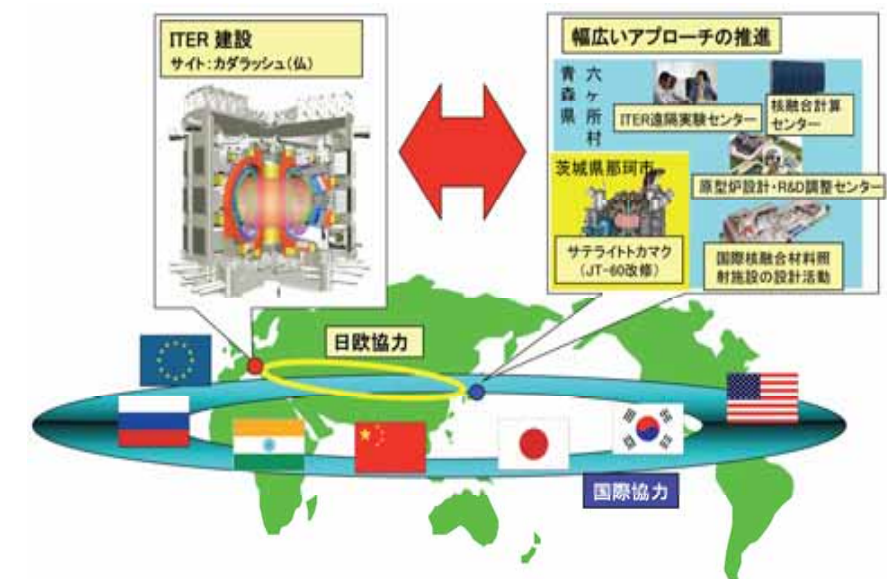 ITER 建設
サイト：カダラッシュ(仏)
幅広いアプローチの推進
青森県
六ヶ所村
ITER遠隔実験センター
核融合計算
センター
原型炉設計・R&D調整センター
茨城県那珂市
サテライトトカマク
（JT-60改修）
国際核融合材料照
射施設の設計活動
日欧協力
国際協力